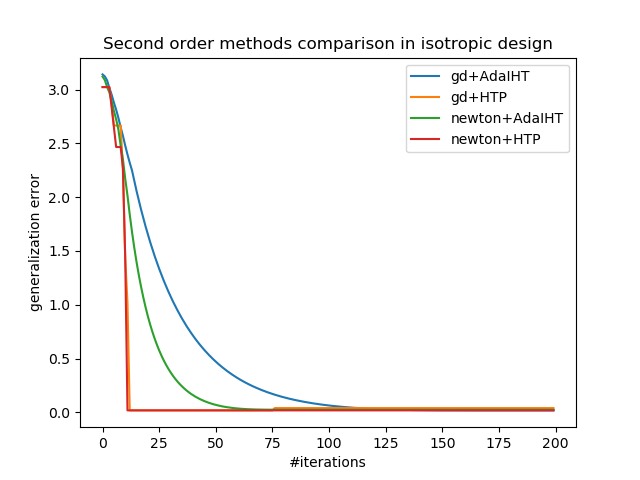 Second order methods comparison in isotropic design
gd+AdaIHT
gd+HTP
newton+AdaIHT
newton+HTP
generalization error
3.0
2.5
2.0
1.5
1.0
0.5
0.0
0 25 50 75 100 125 150 175 200
#iterations